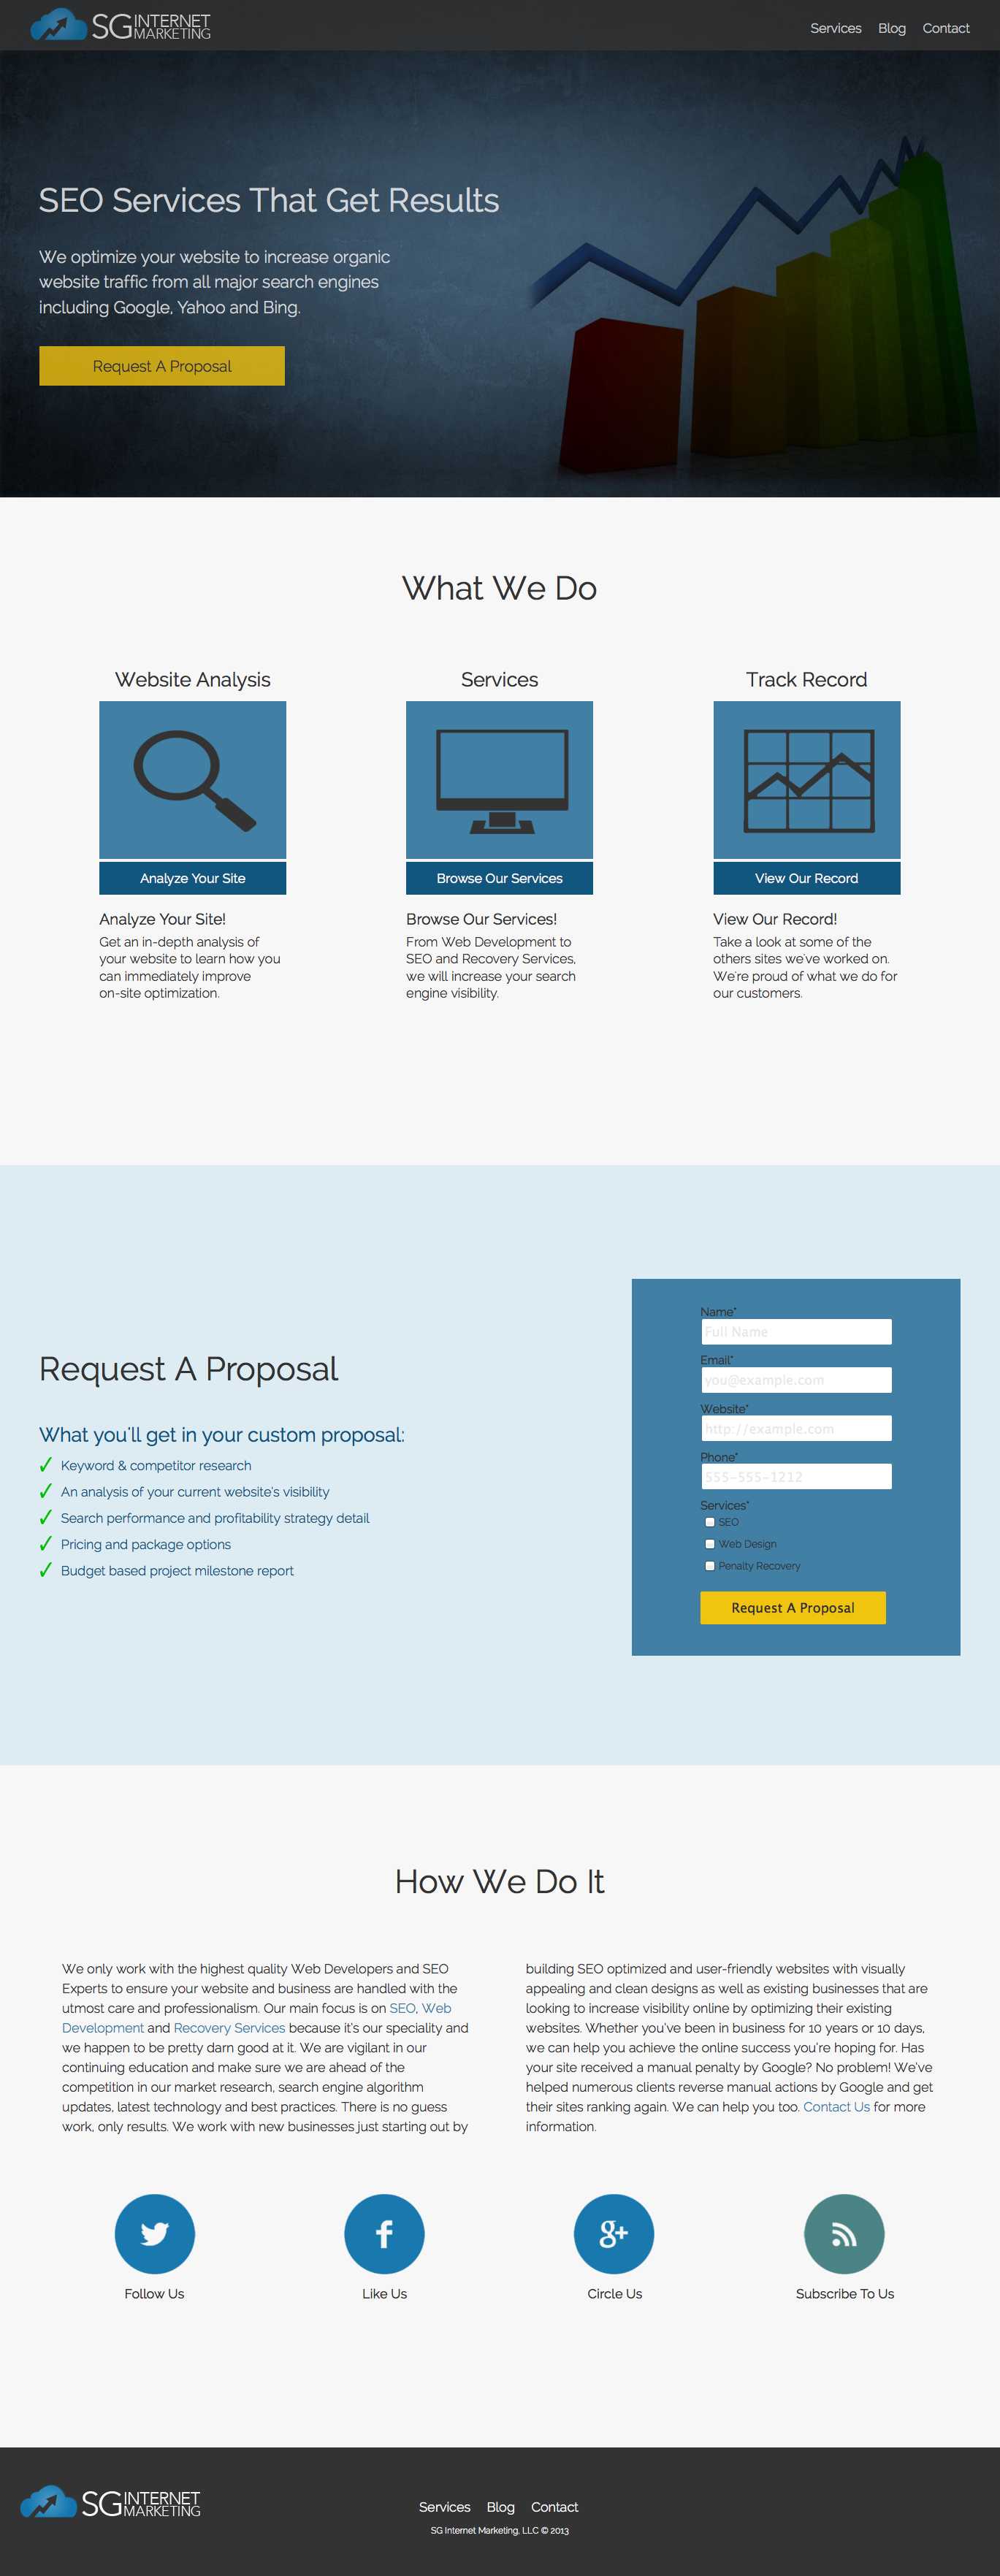 SG INTERNET MARKETING
Services Blog Contact
SEO Services That Get Results
We optimize your website to increase organic
website traffic from all major search engines
including Google, Yahoo and Bing.
Request A Proposal
What We Do
Website Analysis
Analyze Your Site
Analyze Your Site!
Get an in-depth analysis of
your website to learn how you
can immediately improve
on-site optimization.
Services
Browse Our Services
Browse Our Services!
From Web Development to
SEO and Recovery Services,
we will increase your search
engine visibility.
Track Record
View Our Record
View Our Record!
Take a look at some of the
others sites we've worked on.
We're proud of what we do for
our customers.
Request A Proposal
What you'll get in your custom proposal:
Keyword & competitor research
An analysis of your current website's visibility
Search performance and profitability strategy detail
Pricing and package options
Budget based project milestone report
Name*
Full Name
Email*
you@example.com
Website*
http://example.com
Phone*
555-555-1212
Services*
SEO
Web Design
Penalty Recovery
Request A Proposal
How We Do It
We only work with the highest quality Web Developers and SEO
Experts to ensure your website and business are handled with the
utmost care and professionalism. Our main focus is on SEO, Web
Development and Recovery Services because it's our speciality and
we happen to be pretty darn good at it. We are vigilant in our
continuing education and make sure we are ahead of the
competition in our market research, search engine algorithm
updates, latest technology and best practices. There is no guess
work, only results. We work with new businesses just starting out by
building SEO optimized and user-friendly websites with visually
appealing and clean designs as well as existing businesses that are
looking to increase visibility online by optimizing their existing
websites. Whether you've been in business for 10 years or 10 days,
we can help you achieve the online success you're hoping for. Has
your site received a manual penalty by Google? No problem! We've
helped numerous clients reverse manual actions by Google and get
their sites ranking again. We can help you too. Contact Us for more
information.
Follow Us
Like Us
Circle Us
Subscribe To Us
SG INTERNET MARKETING
Services Blog Contact
SG Internet Marketing, LLC © 2013